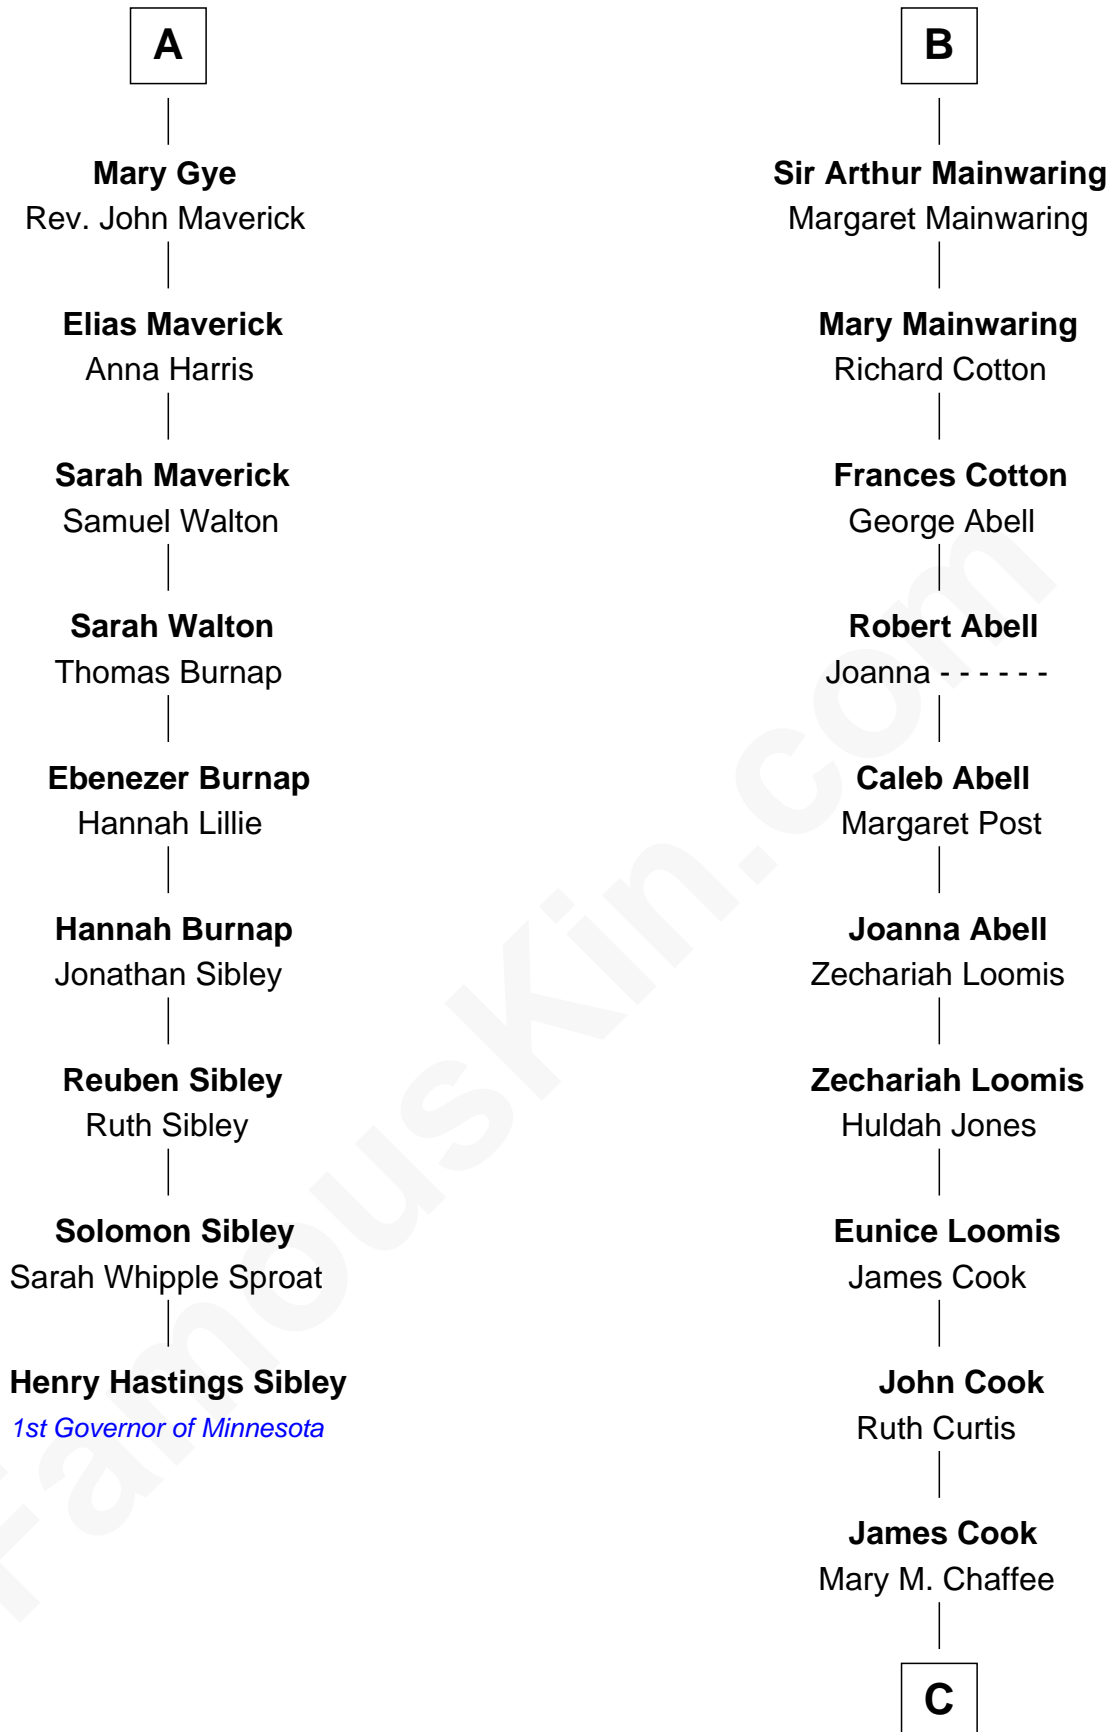 A
Mary Gye
Rev. John Maverick
Elias Maverick
Anna Harris
Sarah Maverick
Samuel Walton
Sarah Walton
Thomas Burnap
Ebenezer Burnap
Hannah Lillie
Hannah Burnap
Jonathan Sibley
Reuben Sibley
Ruth Sibley
Solomon Sibley
Sarah Whipple Sproat
Henry Hastings Sibley
1st Governor of Minnesota
B
Sir Arthur Mainwaring
Margaret Mainwaring
Mary Mainwaring
Richard Cotton
Frances Cotton
George Abell
Robert Abell
Joanna - - - - - -
Caleb Abell
Margaret Post
Joanna Abell
Zechariah Loomis
Zechariah Loomis
Huldah Jones
Eunice Loomis
James Cook
John Cook
Ruth Curtis
James Cook
Mary M. Chaffee
C
FamousKin.com